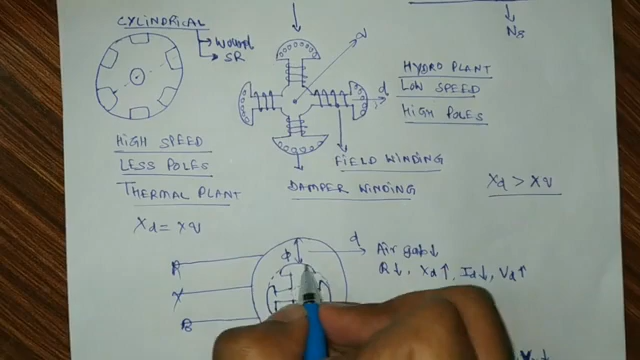 CYLINDRICAL
wound
SR
HIGH SPEED
LESS POLES
THERMAL PLANT
Xd = Xq
q
d
FIELD WINDING
DAMPER WINDING
HYDRO PLANT
LOW SPEED
HIGH POLES
Ns
Xd > Xq
R
Y
B
ϕ
d
Air gap↓
R↓, Xd↑, Id↓, Vd↑